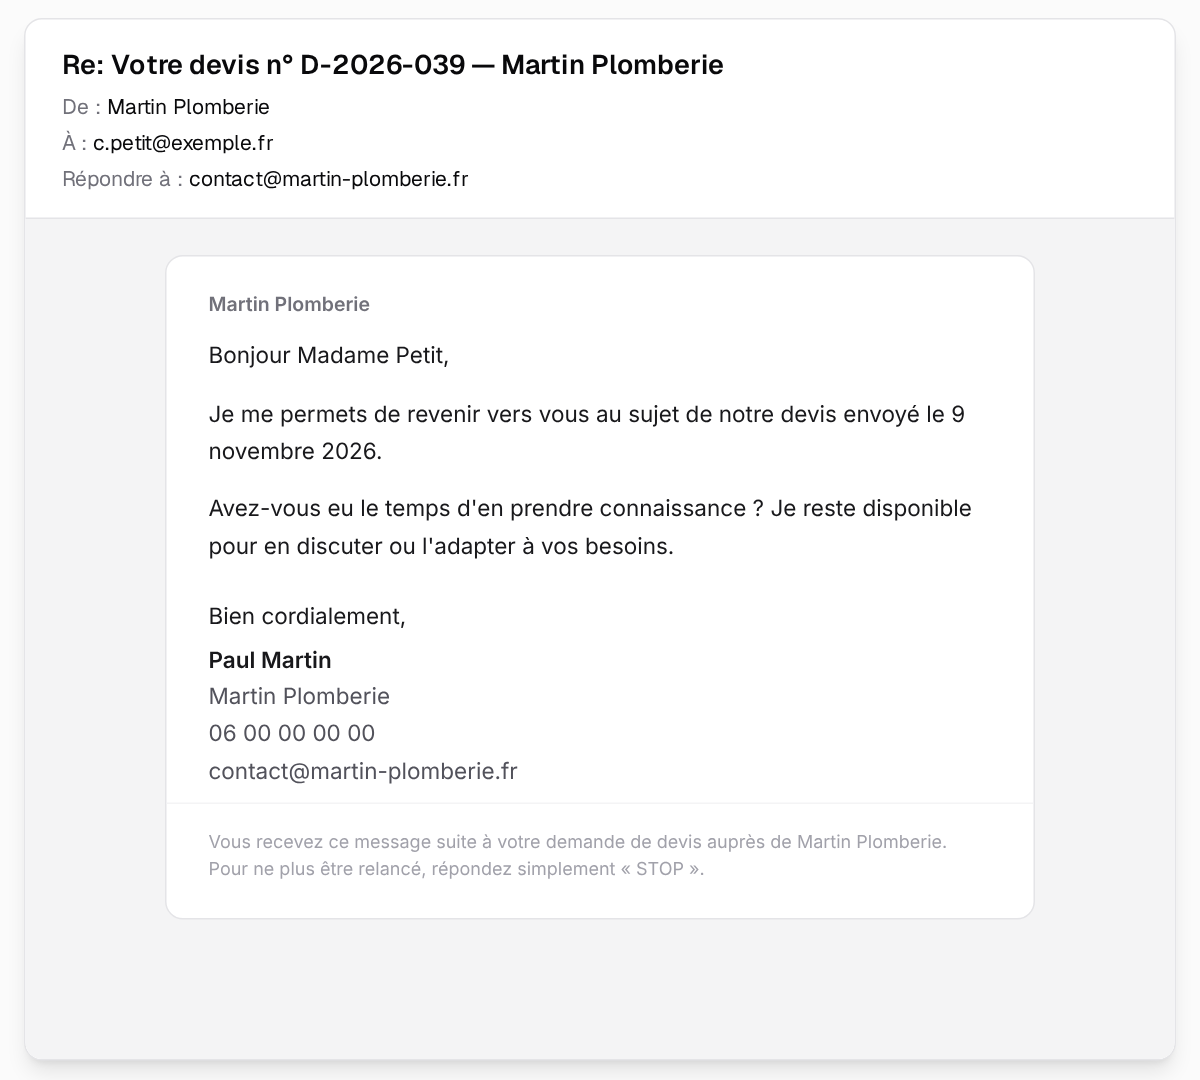 Re: Votre devis n° D-2026-039 — Martin Plomberie
De : Martin Plomberie
À : c.petit@exemple.fr
Répondre à : contact@martin-plomberie.fr
Martin Plomberie
Bonjour Madame Petit,
Je me permets de revenir vers vous au sujet de notre devis envoyé le 9
novembre 2026.
Avez-vous eu le temps d'en prendre connaissance ? Je reste disponible
pour en discuter ou l'adapter à vos besoins.
Bien cordialement,
Paul Martin
Martin Plomberie
06 00 00 00 00
contact@martin-plomberie.fr
Vous recevez ce message suite à votre demande de devis auprès de Martin Plomberie.
Pour ne plus être relancé, répondez simplement « STOP ».